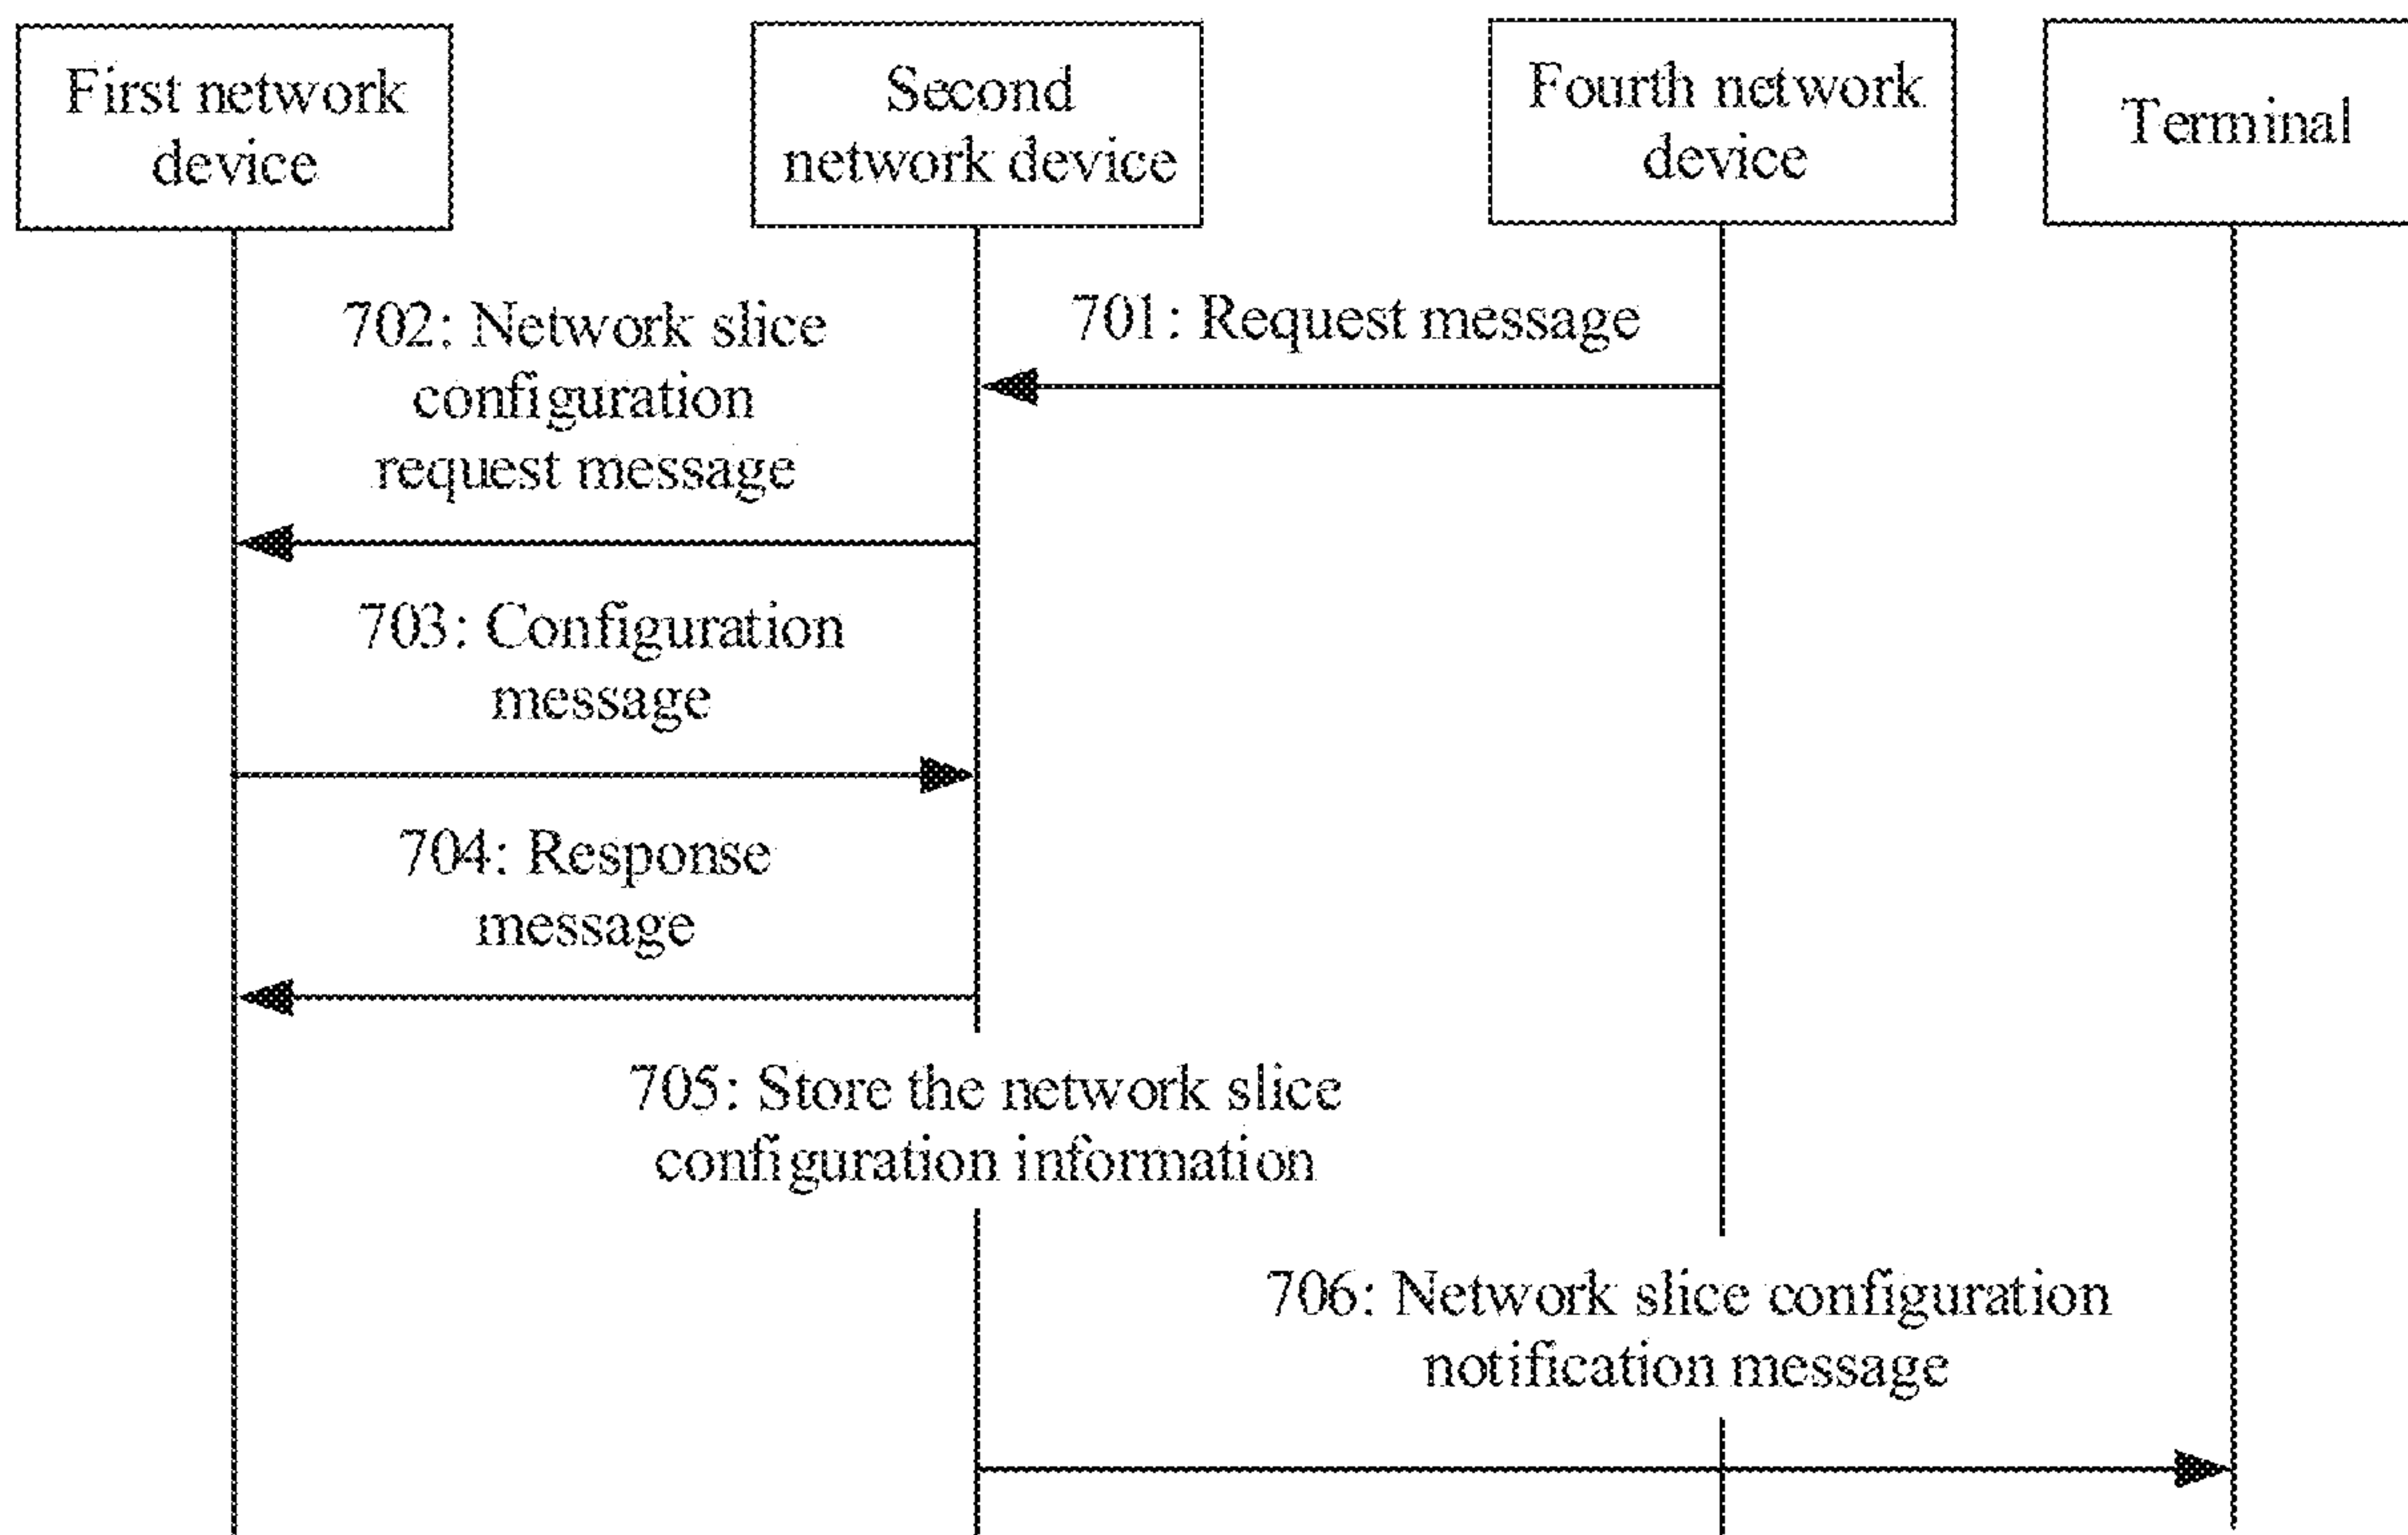 First network
device
Second
network device
Fourth network
device
Terminal
701: Request message
702: Network slice
configuration
request message
703: Configuration
message
704: Response
message
705: Store the network slice
configuration information
706: Network slice configuration
notification message